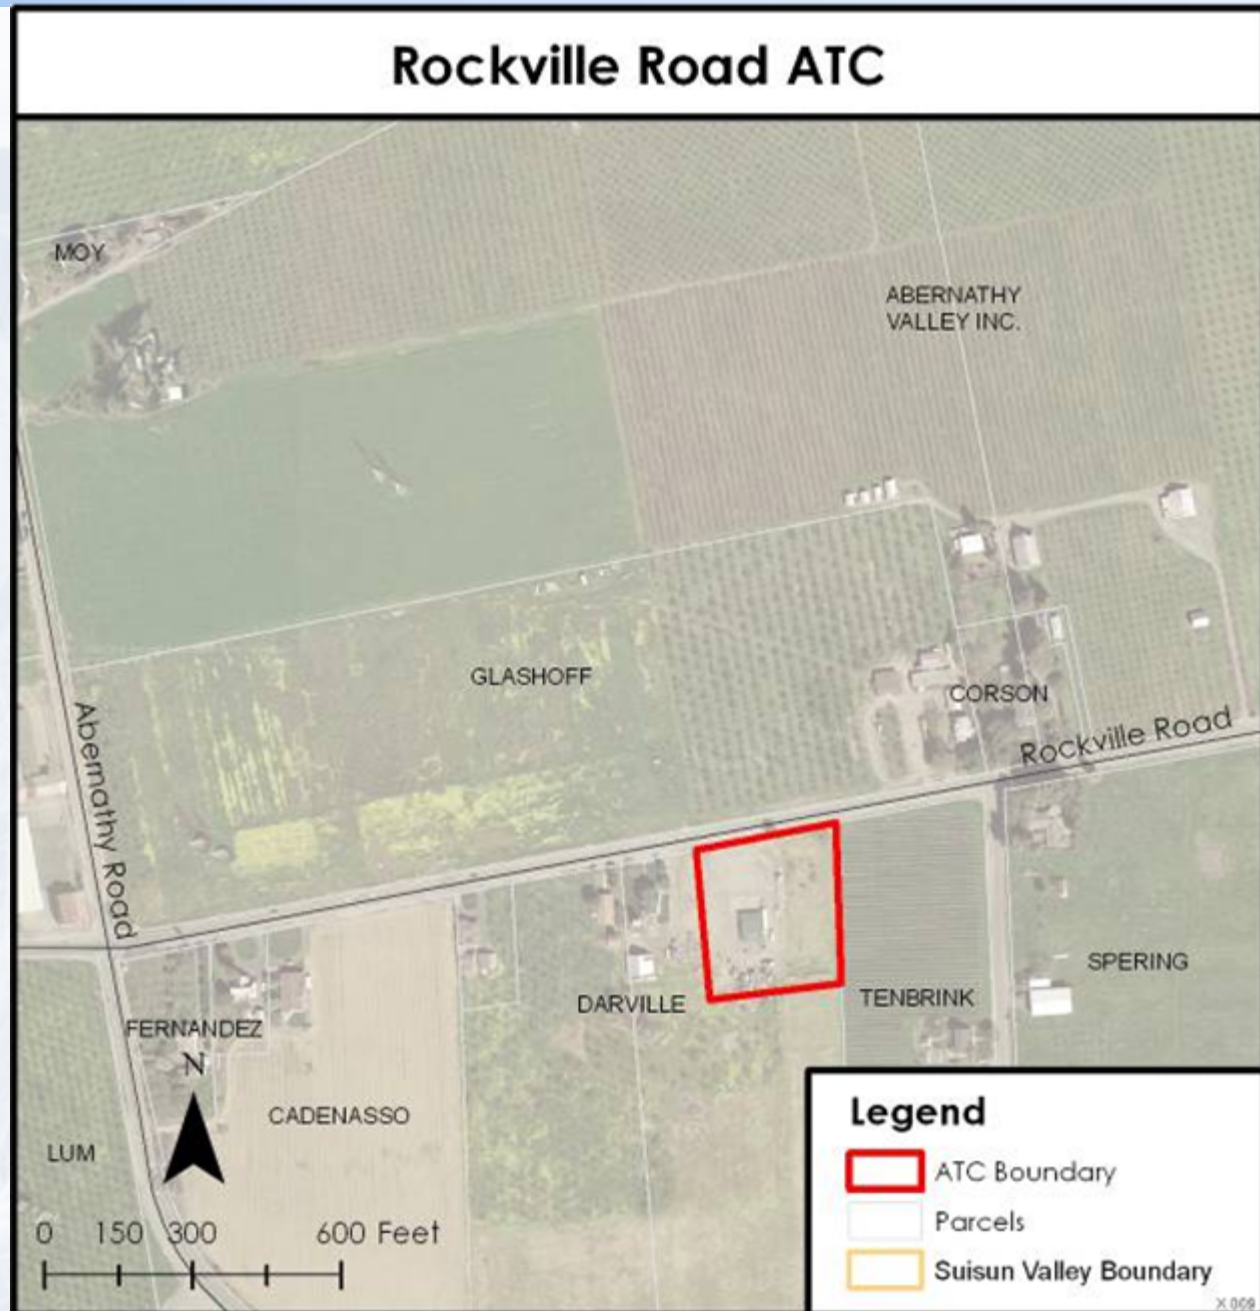 Rockville Road ATC
MOY
ABERNATHY
VALLEY INC.
GLASHOFF
CORSON
Rockville Road
Abernathy Road
SPERING
DARVILLE
TENBRINK
FERNANDEZ
N
CADENASSO
LUM
0 150 300 600 Feet
Legend
ATC Boundary
Parcels
Suisun Valley Boundary